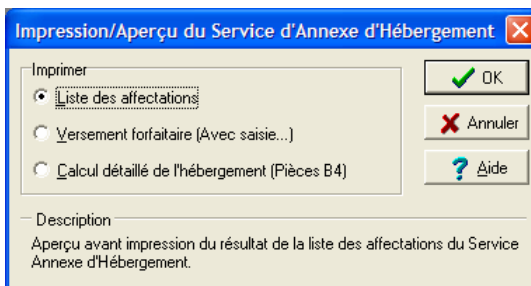 Impression/Aperçu du Service d'Annexe d'Hébergement
Imprimer
Liste des affectations
Versement forfaitaire (Avec saisie...)
Calcul détaillé de l'hébergement (Pièces B4)
OK
Annuler
Aide
Description
Aperçu avant impression du résultat de la liste des affectations du Service
Annexe d'Hébergement.